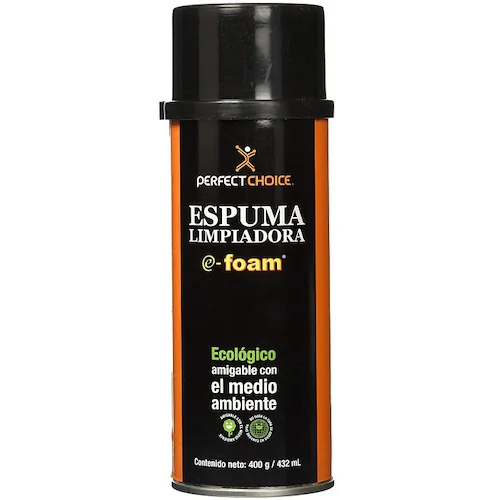 PERFECT CHOICE®
ESPUMA
LIMPIADORA
e-foam®
Ecológico
amigable con
el medio
ambiente
Contenido neto: 400 g / 432 mL